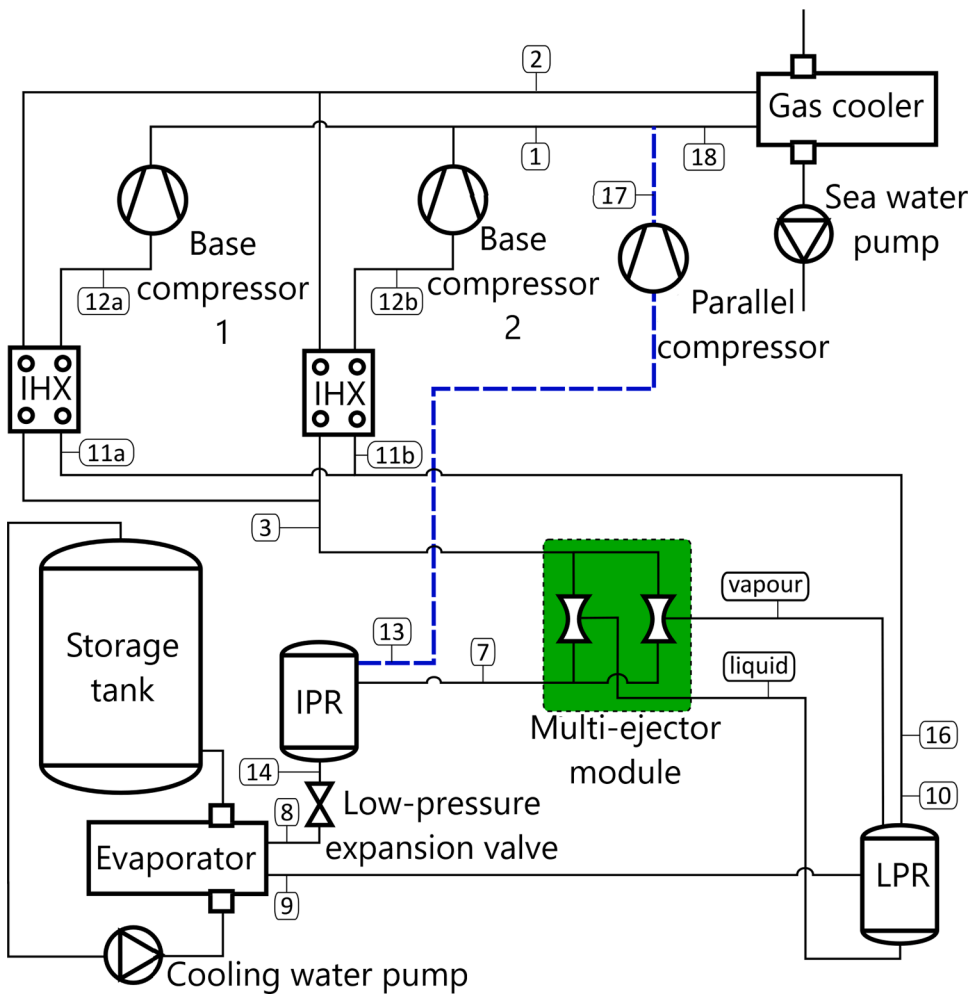 2
Gas cooler
1
18
17
Sea water
pump
Base
compressor
1
12a
Base
compressor
2
12b
Parallel
compressor
IHX
IHX
11a
11b
3
vapour
Storage
tank
13
7
liquid
IPR
Multi-ejector
module
16
14
10
8
Low-pressure
expansion valve
Evaporator
LPR
9
Cooling water pump